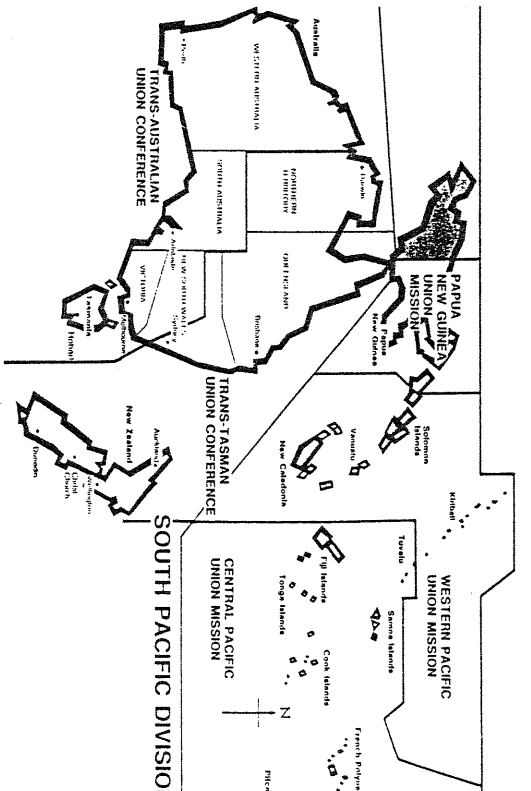 Australia
WESTERN AUSTRALIA
Perth
TRANS-AUSTRALIAN
UNION CONFERENCE
Darwin
NORTHERN
TERRITORY
SOUTH AUSTRALIA
Adelaide
QUEENSLAND
Brisbane
NEW SOUTH WALES
Sydney
VICTORIA
Melbourne
Tasmania
Hobart
PAPUA
NEW GUINEA
UNION
MISSION
Papua
New Guinea
TRANS-TASMAN
UNION CONFERENCE
Solomon
Islands
Vanuatu
New Caledonia
New Zealand
Auckland
Wellington
Christ
Church
Dunedin
Kiribati
Tuvalu
WESTERN PACIFIC
UNION MISSION
Fiji Islands
Tonga Islands
Samoa Islands
Cook Islands
CENTRAL PACIFIC
UNION MISSION
N
French Polyne
Pitca
SOUTH PACIFIC DIVISIO